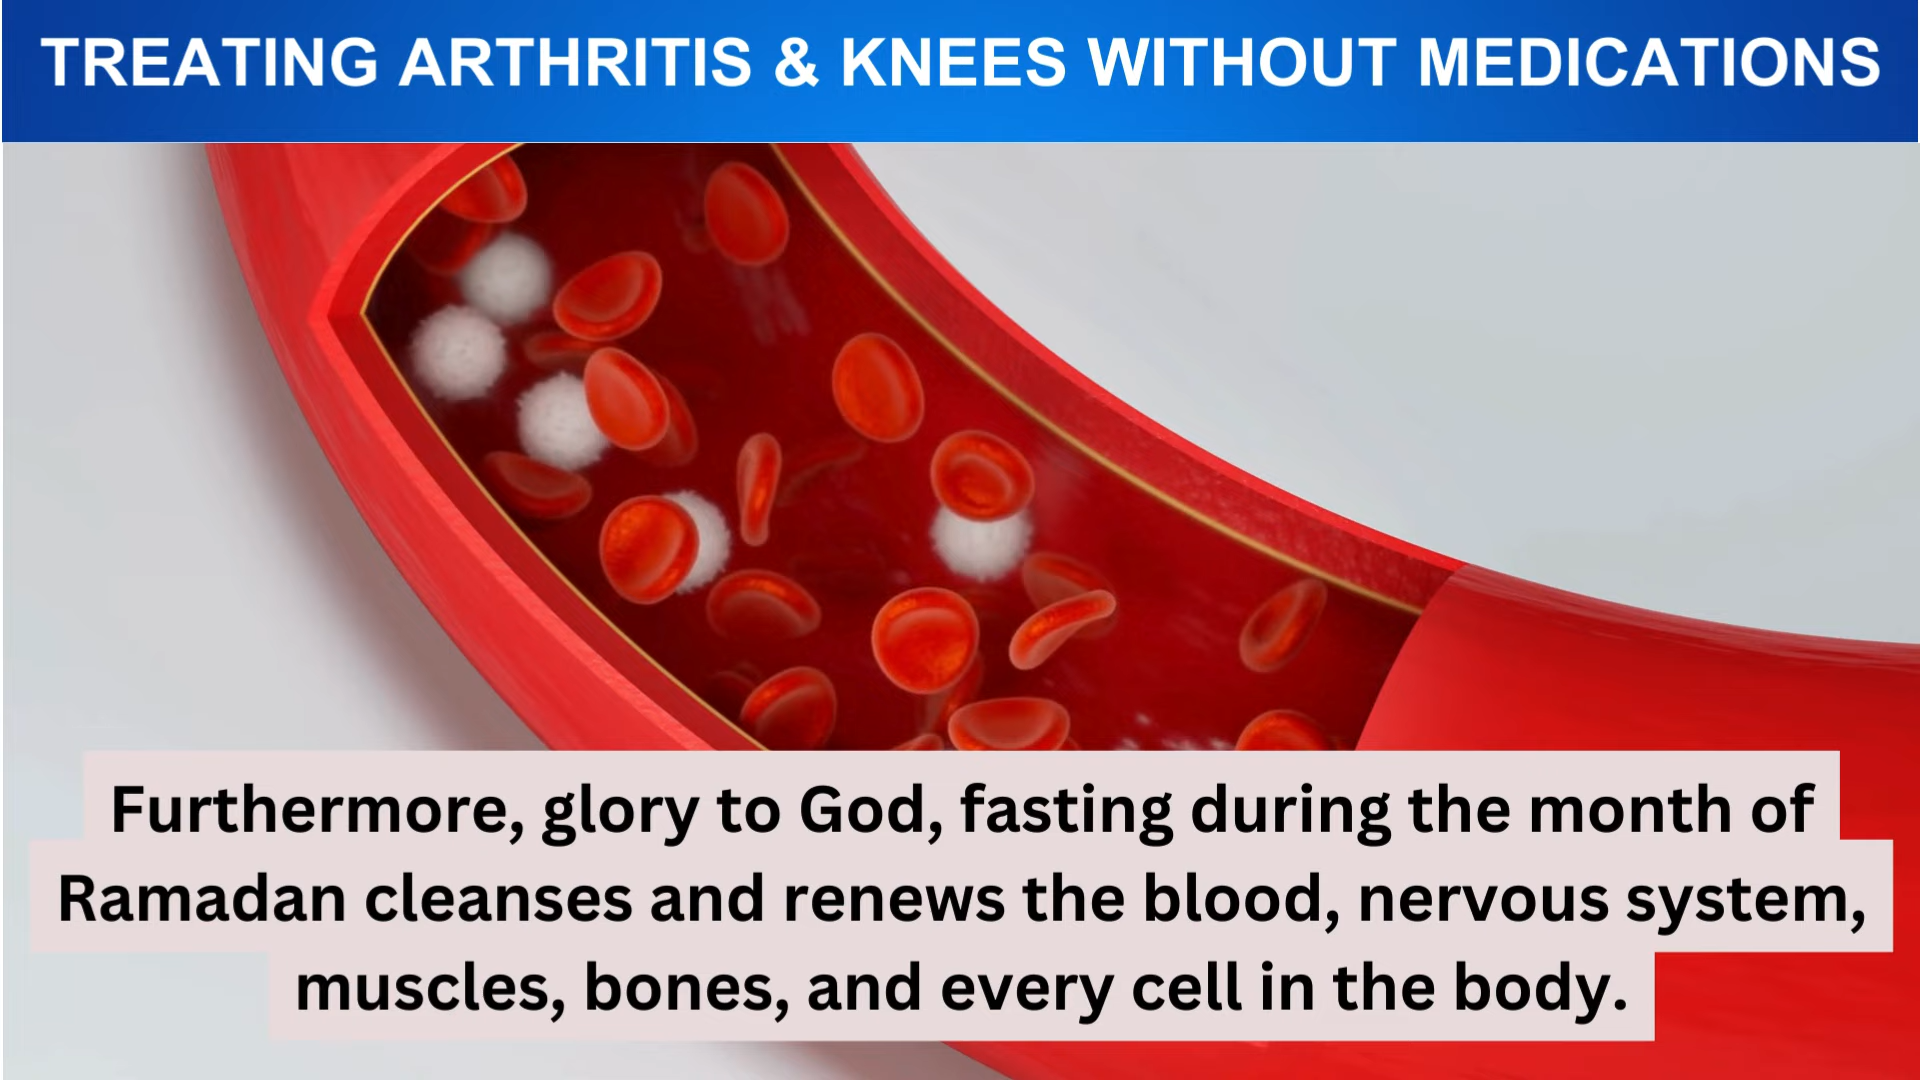 TREATING ARTHRITIS & KNEES WITHOUT MEDICATIONS
Furthermore, glory to God, fasting during the month of
Ramadan cleanses and renews the blood, nervous system,
muscles, bones, and every cell in the body.